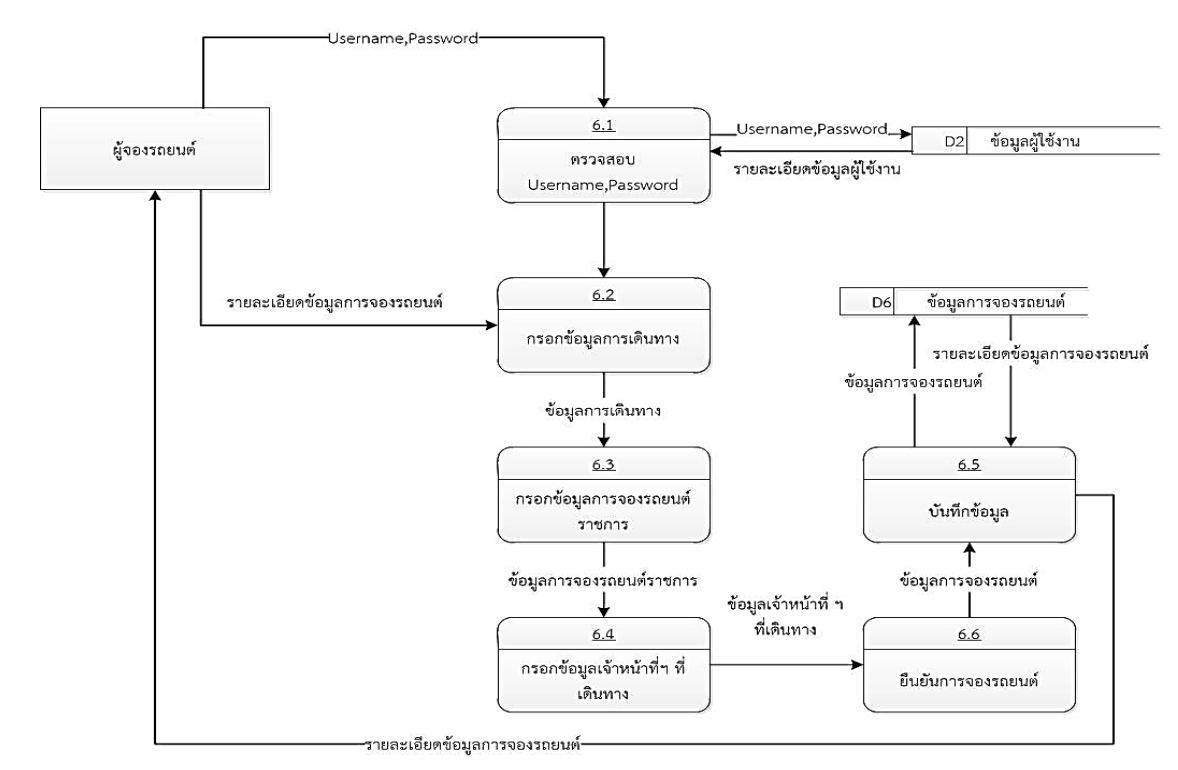 Username,Password
ผู้จองรถยนต์
6.1
ตรวจสอบ
Username,Password
Username,Password
รายละเอียดข้อมูลผู้ใช้งาน
D2 ข้อมูลผู้ใช้งาน
รายละเอียดข้อมูลการจองรถยนต์
6.2
กรอกข้อมูลการเดินทาง
D6 ข้อมูลการจองรถยนต์
รายละเอียดข้อมูลการจองรถยนต์
ข้อมูลการจองรถยนต์
ข้อมูลการเดินทาง
6.3
กรอกข้อมูลการจองรถยนต์
ราชการ
6.5
บันทึกข้อมูล
ข้อมูลการจองรถยนต์ราชการ
ข้อมูลการจองรถยนต์
ข้อมูลเจ้าหน้าที่ ฯ
ที่เดินทาง
6.4
กรอกข้อมูลเจ้าหน้าที่ฯ ที่
เดินทาง
6.6
ยืนยันการจองรถยนต์
รายละเอียดข้อมูลการจองรถยนต์